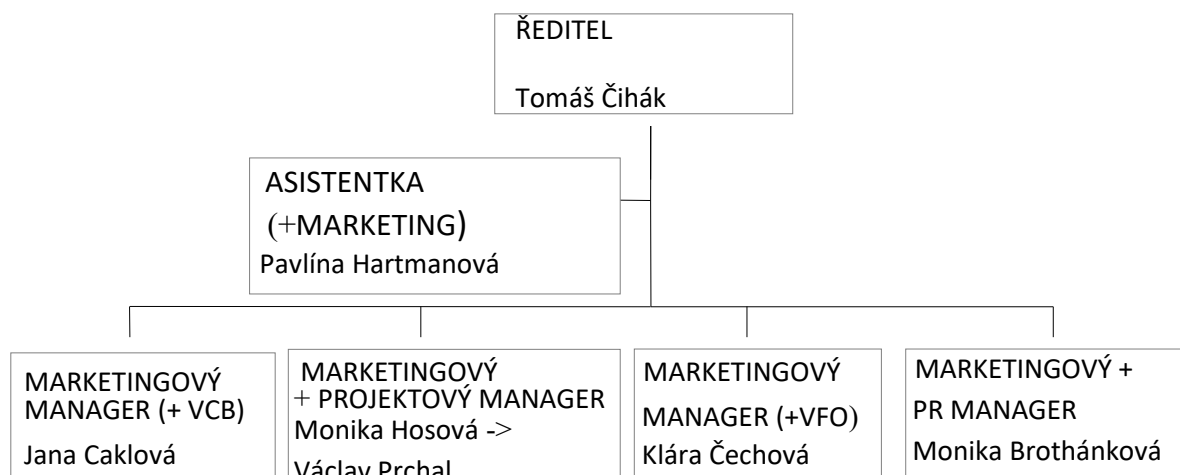 ŘEDITEL
Tomáš Čihák
ASISTENTKA
(+MARKETING)
Pavlína Hartmanová
MARKETINGOVÝ
MANAGER (+ VCB)
Jana Caklová
MARKETINGOVÝ
+ PROJEKTOVÝ MANAGER
Monika Hosová ->
Václav Prchal
MARKETINGOVÝ
MANAGER (+VFO)
Klára Čechová
MARKETINGOVÝ +
PR MANAGER
Monika Brothánková